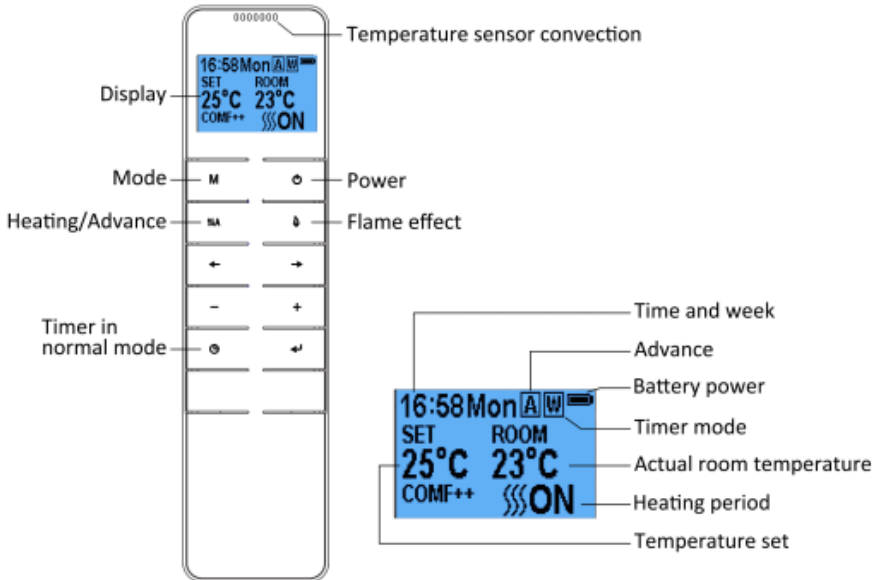 Temperature sensor convection
16:58Mon A W
SET ROOM
25°C 23°C
COMF++ ON
Display
Mode
M
Power
Heating/Advance
Flame effect
← →
- +
Timer in
normal mode
Time and week
Advance
Battery power
16:58Mon A W
Timer mode
SET ROOM
25°C 23°C
Actual room temperature
COMF++ ON
Heating period
Temperature set